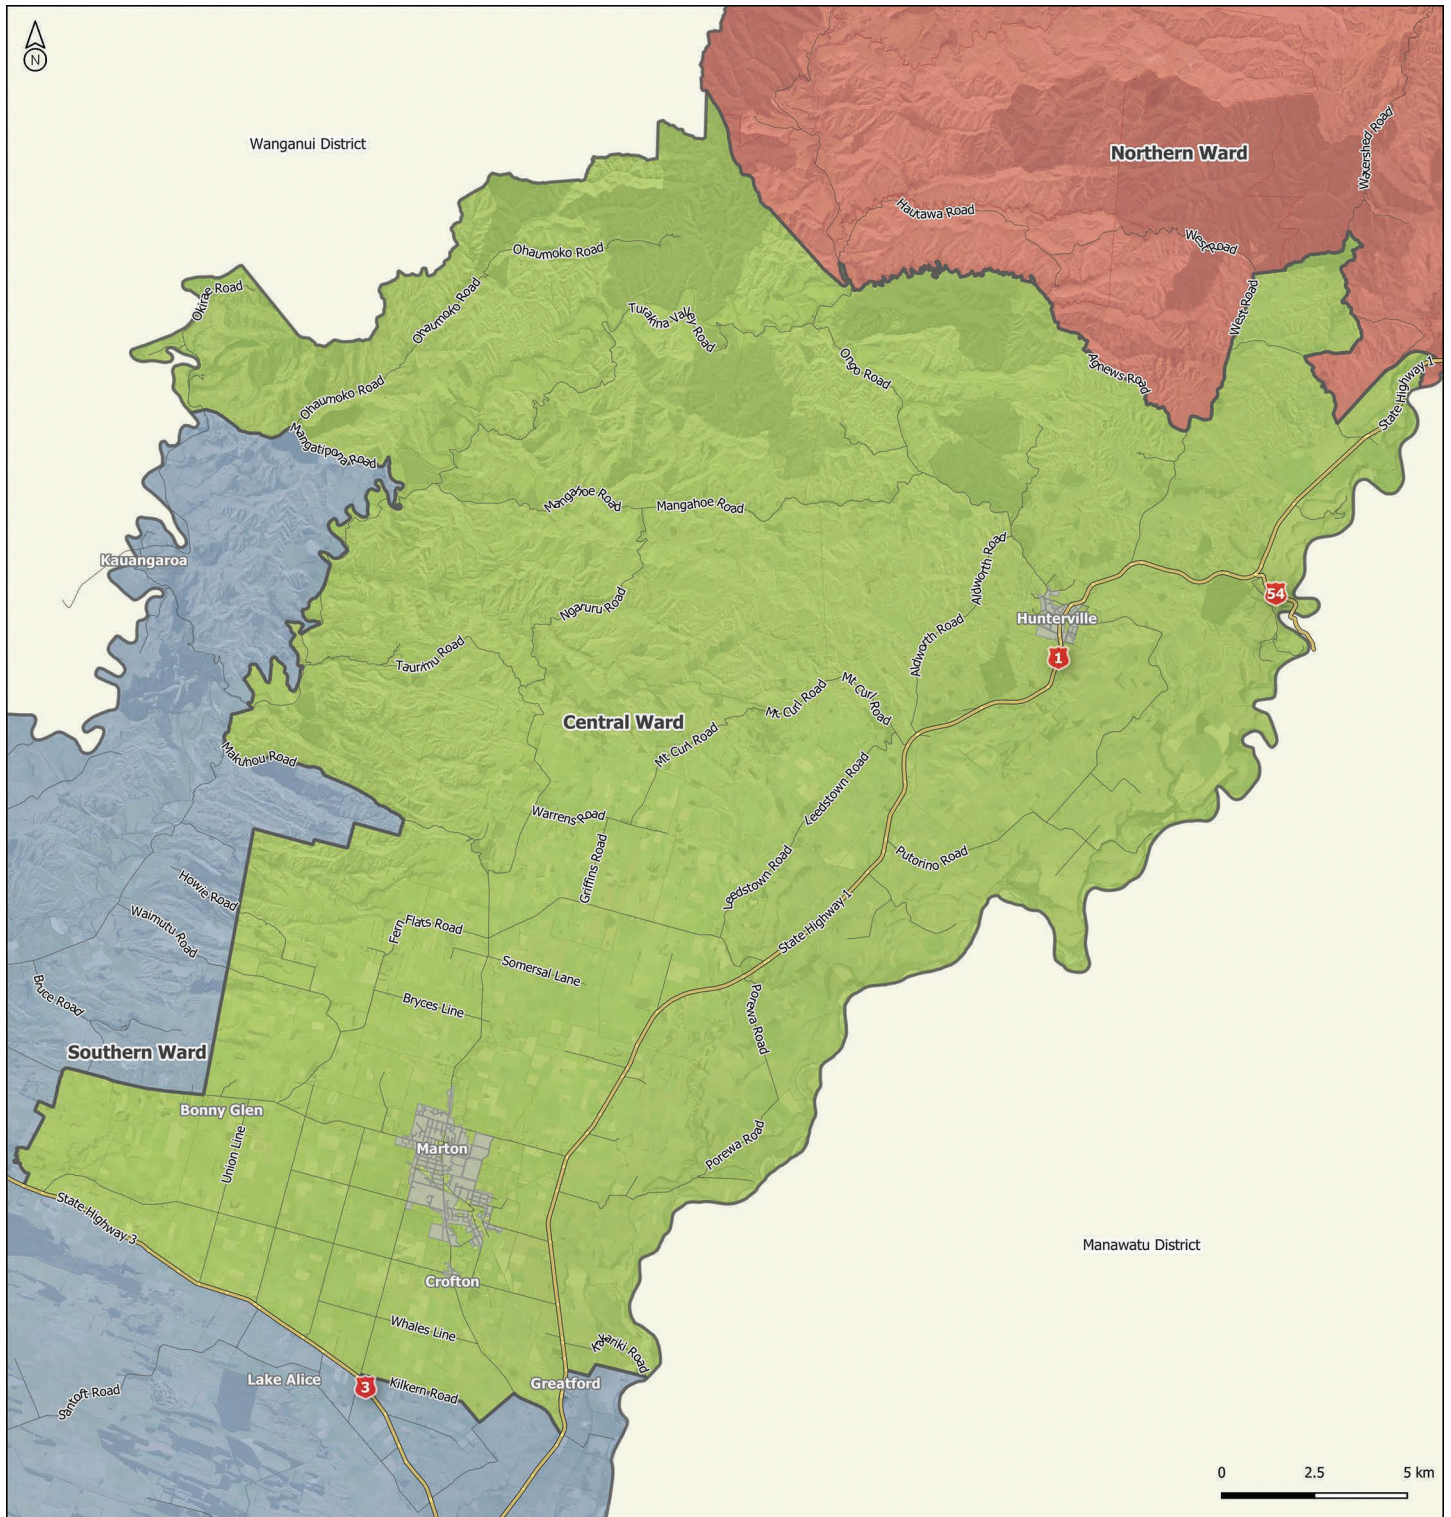 N
Wanganui District
Northern Ward
Watershed Road
Hautawa Road
West Road
Ohaumoko Road
Okirae Road
Ohaumoko Road
West Road
Turakina Valley Road
Ongo Road
Agnews Road
State Highway 1
Ohaumoko Road
Mangatipona Road
Mangahoe Road
Mangahoe Road
Kauangaroa
Aldworth Road
54
Ngaruru Road
Hunterville
Aldworth Road
Taurimu Road
1
Mt Curl Road
Mt Curl Road
Central Ward
Mt Curl Road
Makuhou Road
Leedstown Road
Warrens Road
Putorino Road
Griffins Road
Leedstown Road
Howie Road
State Highway 1
Fern Flats Road
Waimutu Road
Somersal Lane
Bruce Road
Bryces Line
Porewa Road
Southern Ward
Bonny Glen
Marton
Union Line
Porewa Road
State Highway 3
Manawatu District
Crofton
Whales Line
Kakariki Road
Lake Alice
3
Kilkern Road
Greatford
Santoft Road
0 2.5 5 km